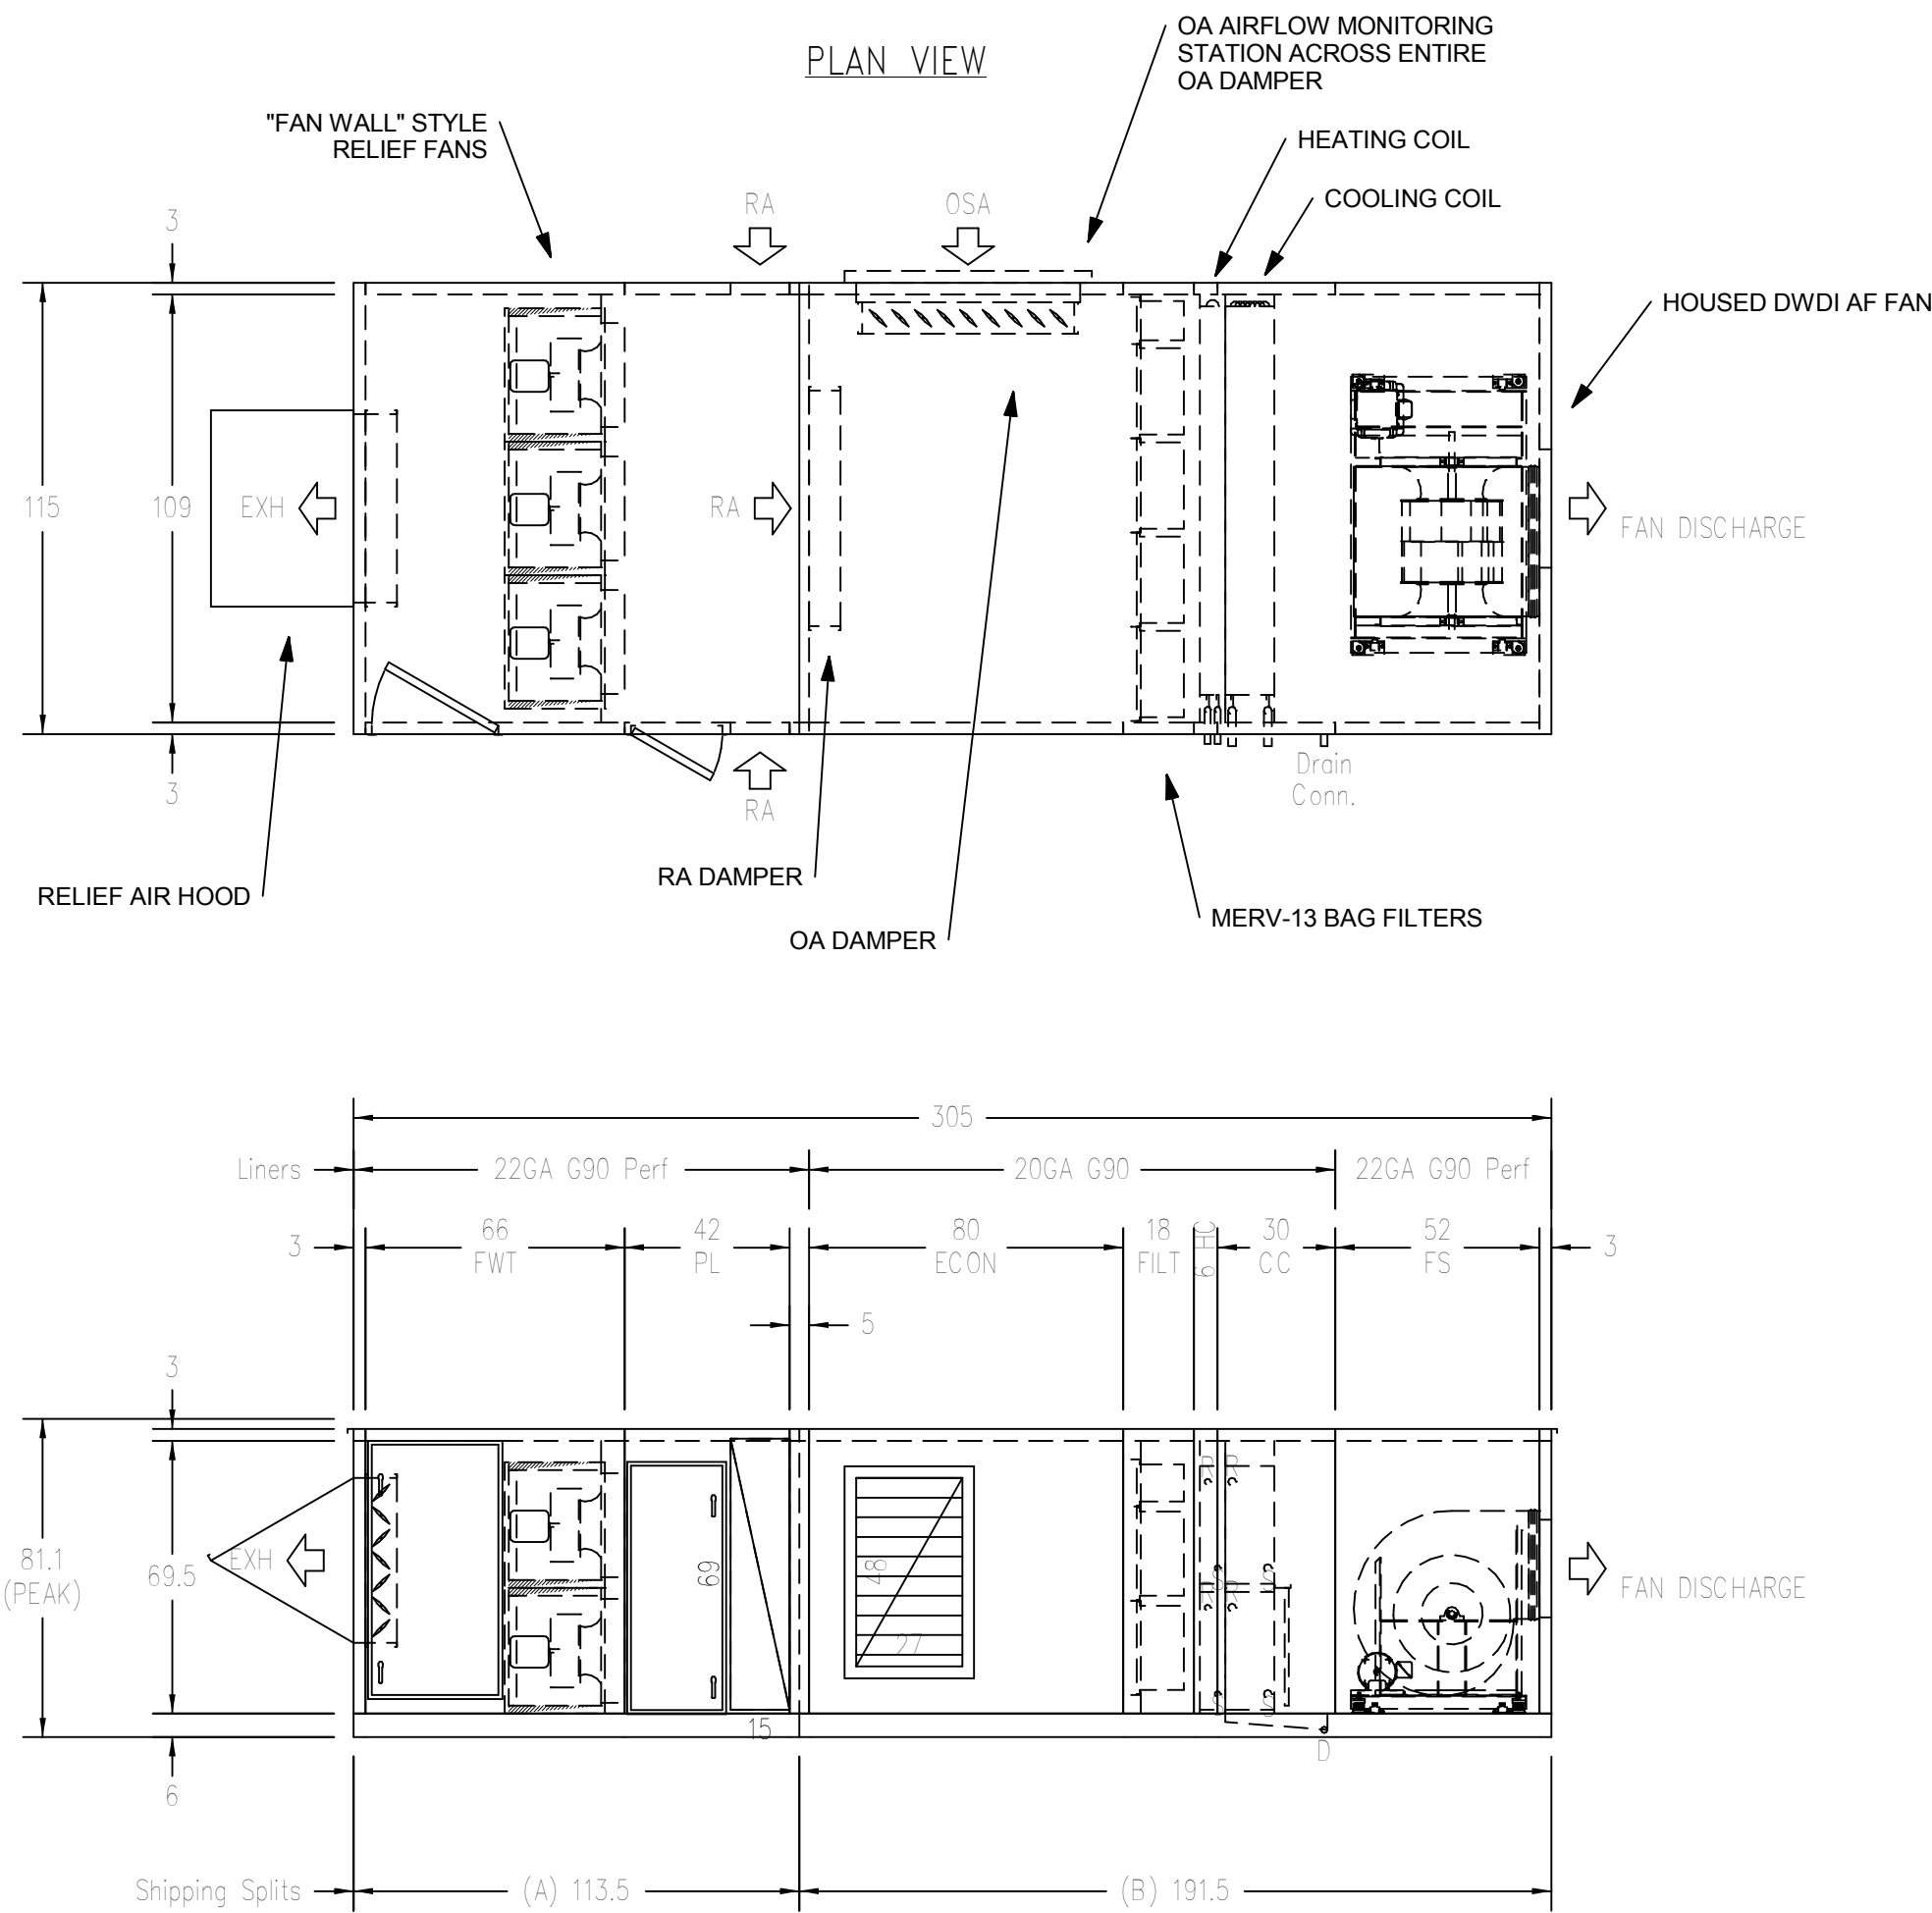 PLAN VIEW
OA AIRFLOW MONITORING
STATION ACROSS ENTIRE
OA DAMPER
"FAN WALL" STYLE
RELIEF FANS
HEATING COIL
COOLING COIL
RA
OSA
HOUSED DWDI AF FAN
3
115
109
EXH
RA
FAN DISCHARGE
3
RA
Drain
Conn.
RELIEF AIR HOOD
RA DAMPER
OA DAMPER
MERV-13 BAG FILTERS
305
Liners
22GA G90 Perf
20GA G90
22GA G90 Perf
3
66
FWT
42
PL
80
ECON
18
FILT
6 HC
30
CC
52
FS
3
5
3
81.1
(PEAK)
69.5
EXH
69
48
27
15
R
R
S
S
R
R
S
S
D
FAN DISCHARGE
6
Shipping Splits
(A) 113.5
(B) 191.5